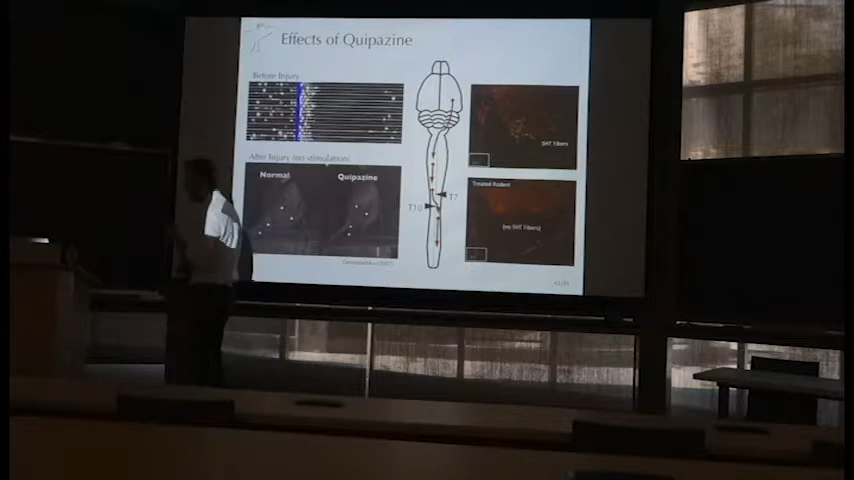 Effects of Quipazine
Before Injury
After Injury (no stimulation)
Normal
Quipazine
T10
T7
5HT Fibers
Treated Rodent
(no 5HT Fibers)